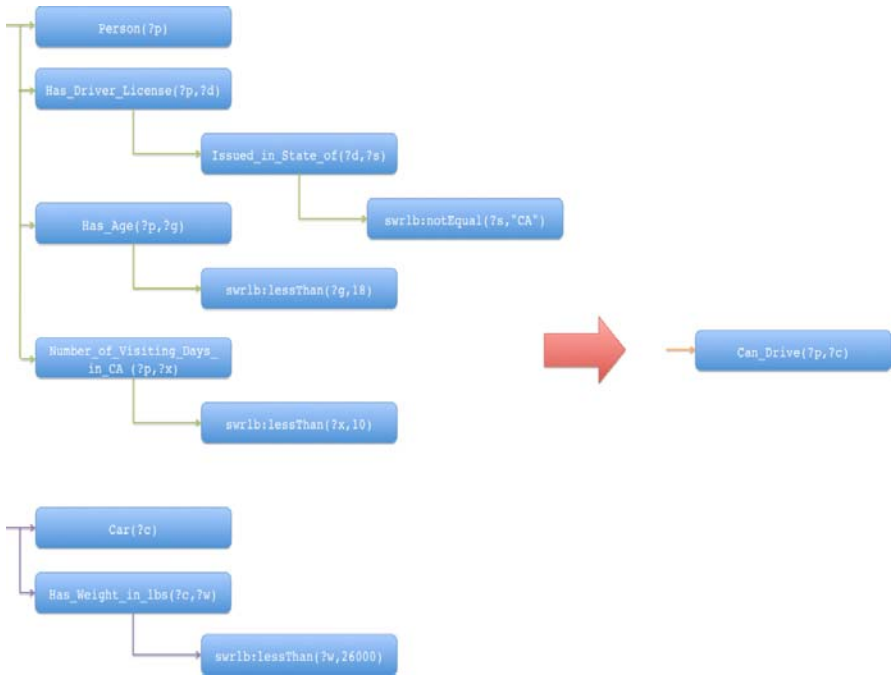 Person(?p)
Has_Driver_License(?p,?d)
Issued_in_State_of(?d,?s)
swrlb:notEqual(?s,"CA")
Has_Age(?p,?g)
swrlb:lessThan(?g,18)
Number_of_Visiting_Days_
in_CA (?p,?x)
swrlb:lessThan(?x,10)
Can_Drive(?p,?c)
Car(?c)
Has_Weight_in_lbs(?c,?w)
swrlb:lessThan(?w,26000)